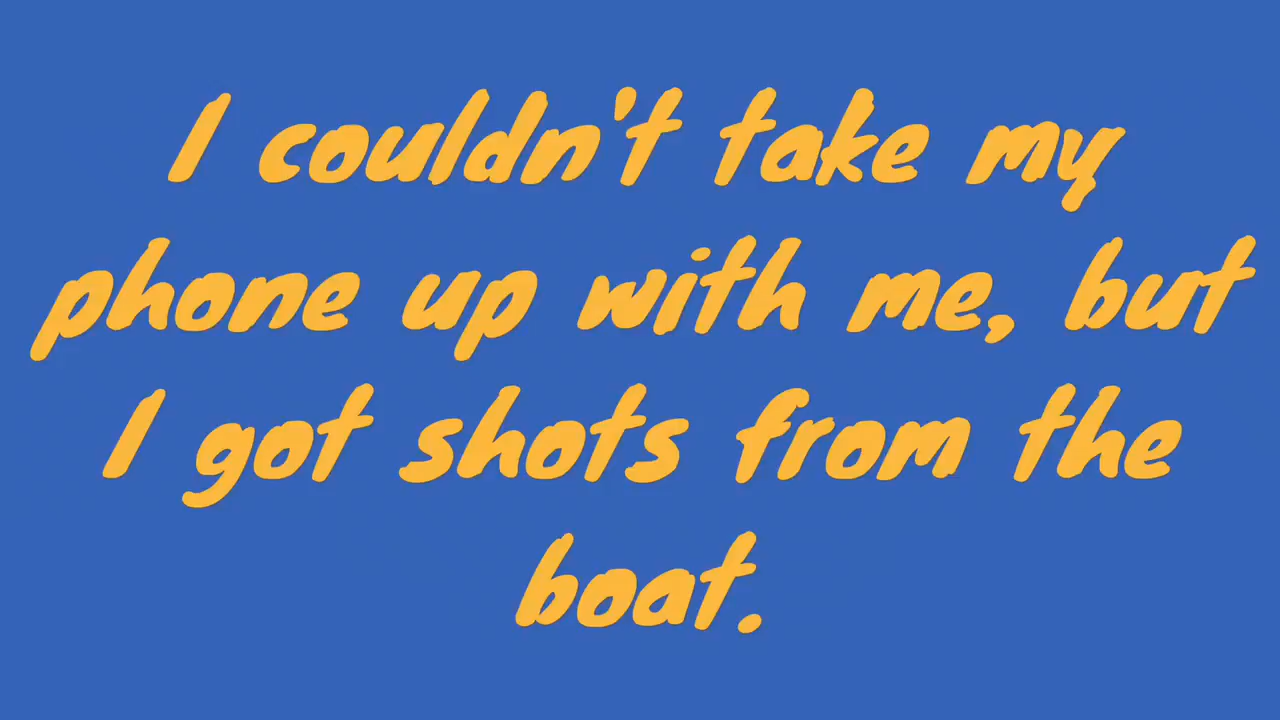 I couldn't take my
phone up with me, but
I got shots from the
boat.